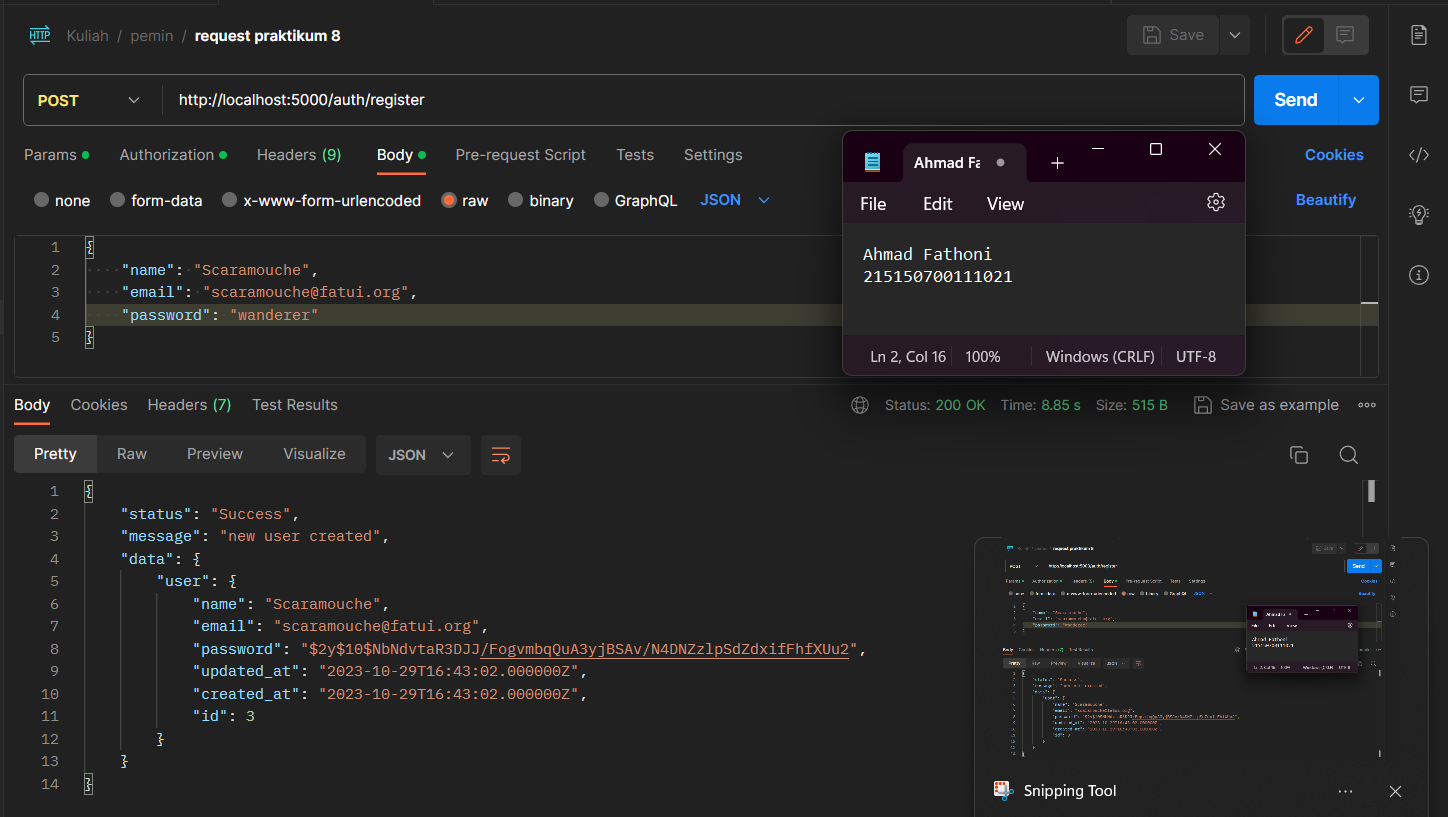 HTTP Kuliah / pemin / request praktikum 8 Save
POST http://localhost:5000/auth/register Send
Params Authorization Headers (9) Body Pre-request Script Tests Settings Cookies
none form-data x-www-form-urlencoded raw binary GraphQL JSON Beautify
1 {
2 "name": "Scaramouche",
3 "email": "scaramouche@fatui.org",
4 "password": "wanderer"
5 }
Ahmad Fa
File Edit View
Ahmad Fathoni
215150700111021
Ln 2, Col 16 100% Windows (CRLF) UTF-8
Body Cookies Headers (7) Test Results Status: 200 OK Time: 8.85 s Size: 515 B Save as example
Pretty Raw Preview Visualize JSON
1 {
2 "status": "Success",
3 "message": "new user created",
4 "data": {
5 "user": {
6 "name": "Scaramouche",
7 "email": "scaramouche@fatui.org",
8 "password": "$2y$10$NbNdvtaR3DJJ/FogvmbqQuA3yjBSAv/N4DNZzlpSdZdxifFhfXUu2",
9 "updated_at": "2023-10-29T16:43:02.000000Z",
10 "created_at": "2023-10-29T16:43:02.000000Z",
11 "id": 3
12 }
13 }
14 }
Snipping Tool